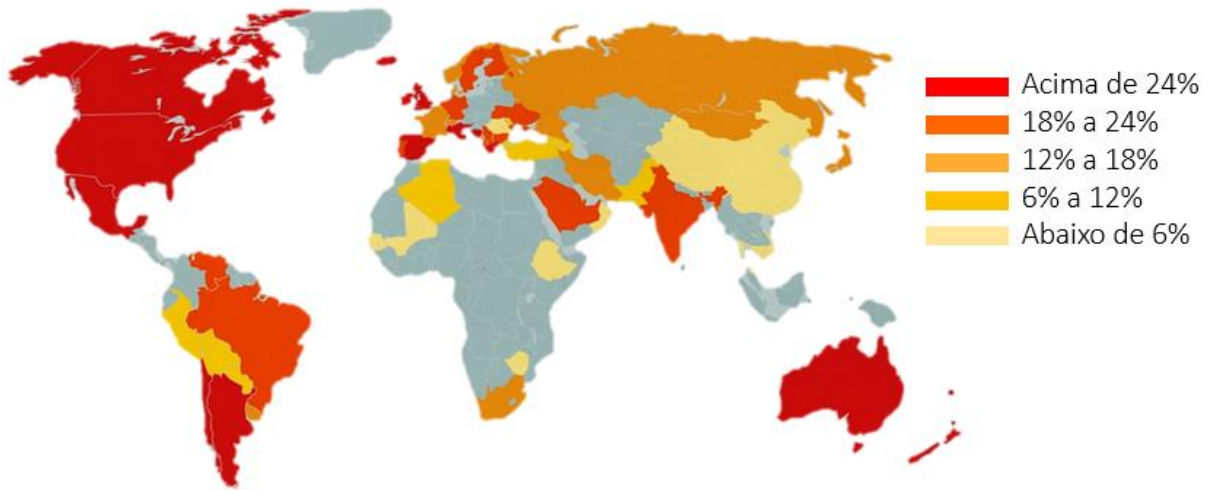 Acima de 24%
18% a 24%
12% a 18%
6% a 12%
Abaixo de 6%